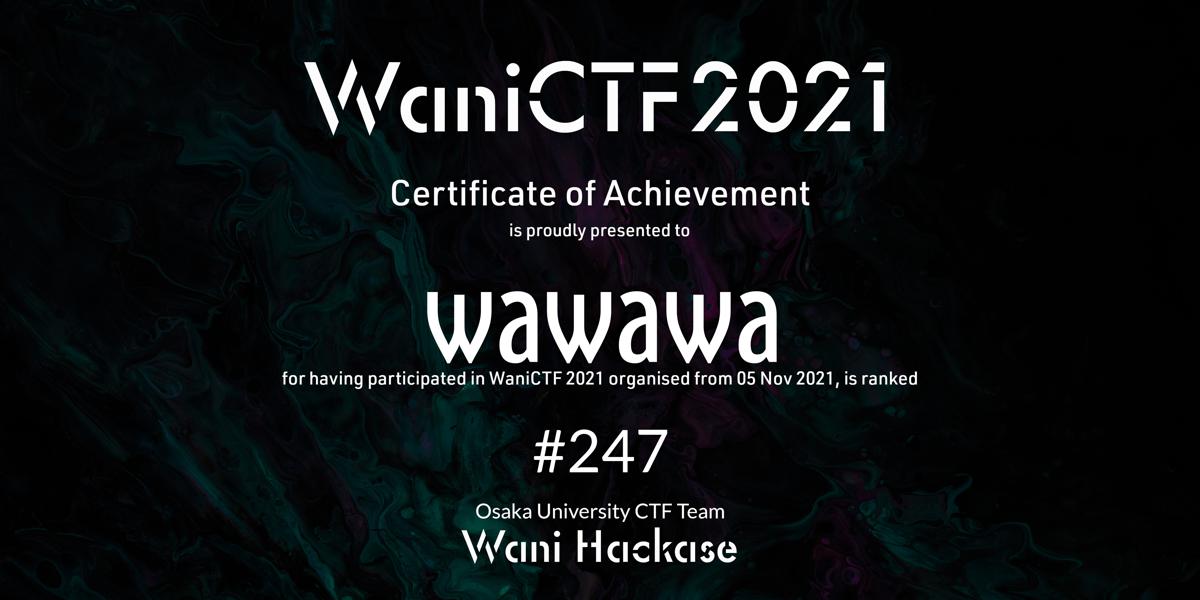 WaniCTF2021
Certificate of Achievement
is proudly presented to
wawawa
for having participated in WaniCTF 2021 organised from 05 Nov 2021, is ranked
#247
Osaka University CTF Team
Wani Hackase